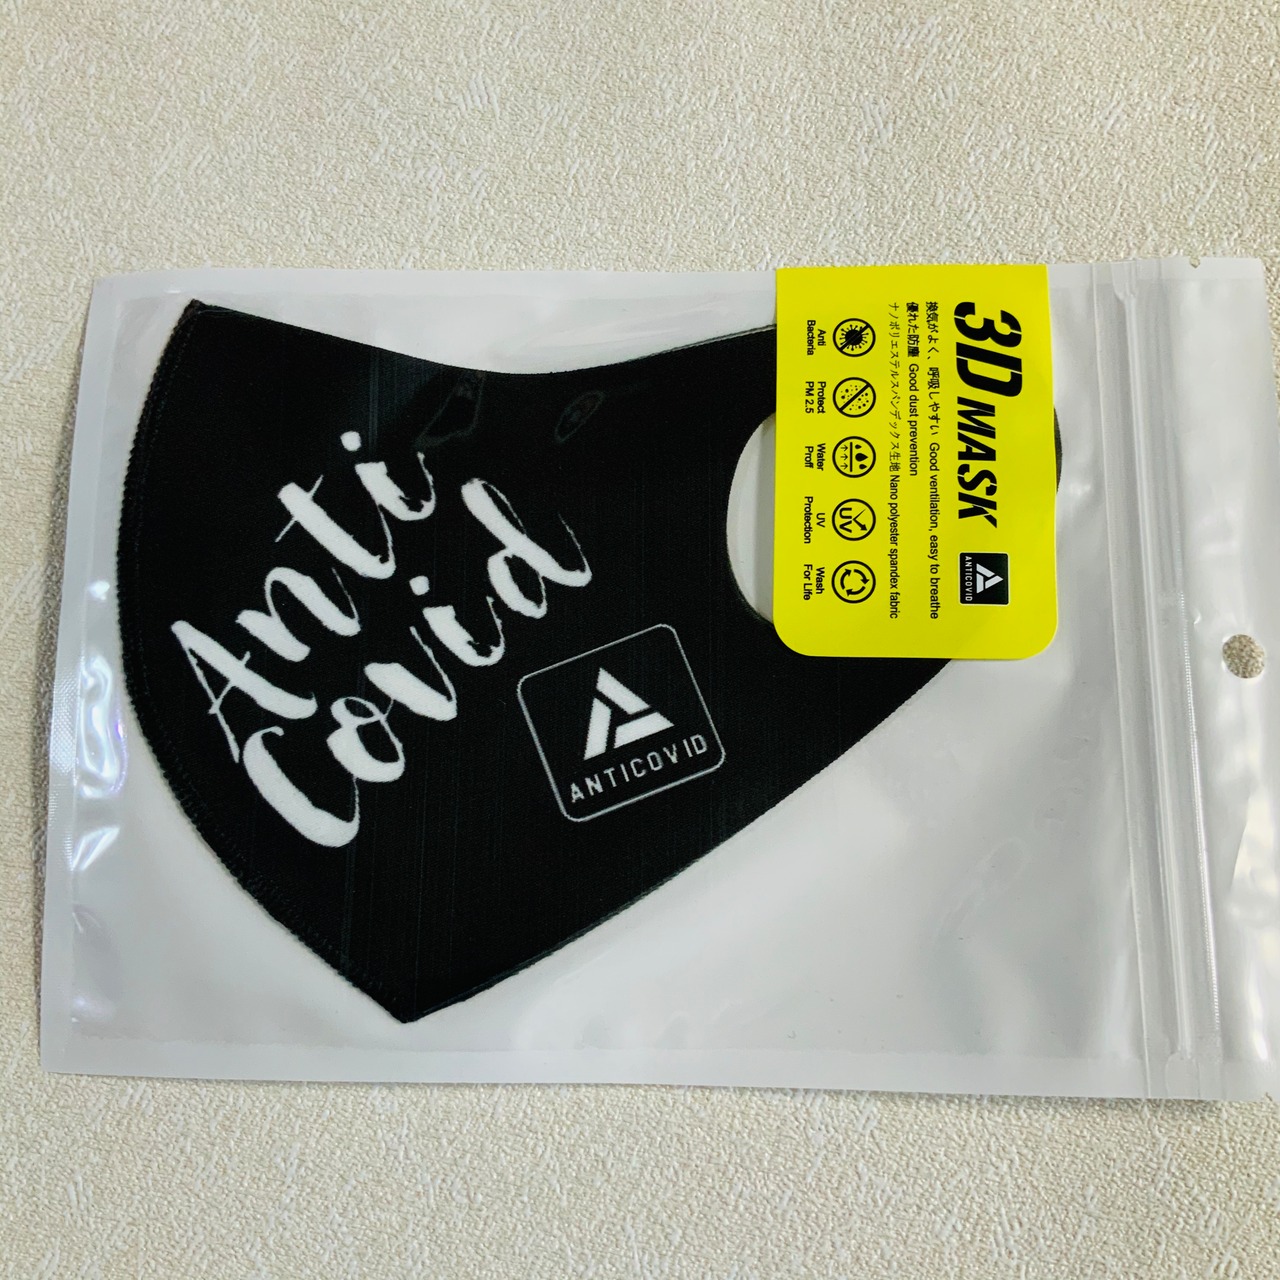 3D MASK
ANTICOVID
換気がよく、呼吸しやすい Good ventilation, easy to breathe
優れた防塵 Good dust prevention
ナノポリエステルスパンデックス生地 Nano polyester spandex fabric
Anti
Bacteria
Protect
PM 2.5
Water
Proff
UV
UV
Protection
Wash
For Life
Anti
Covid
ANTICOVID